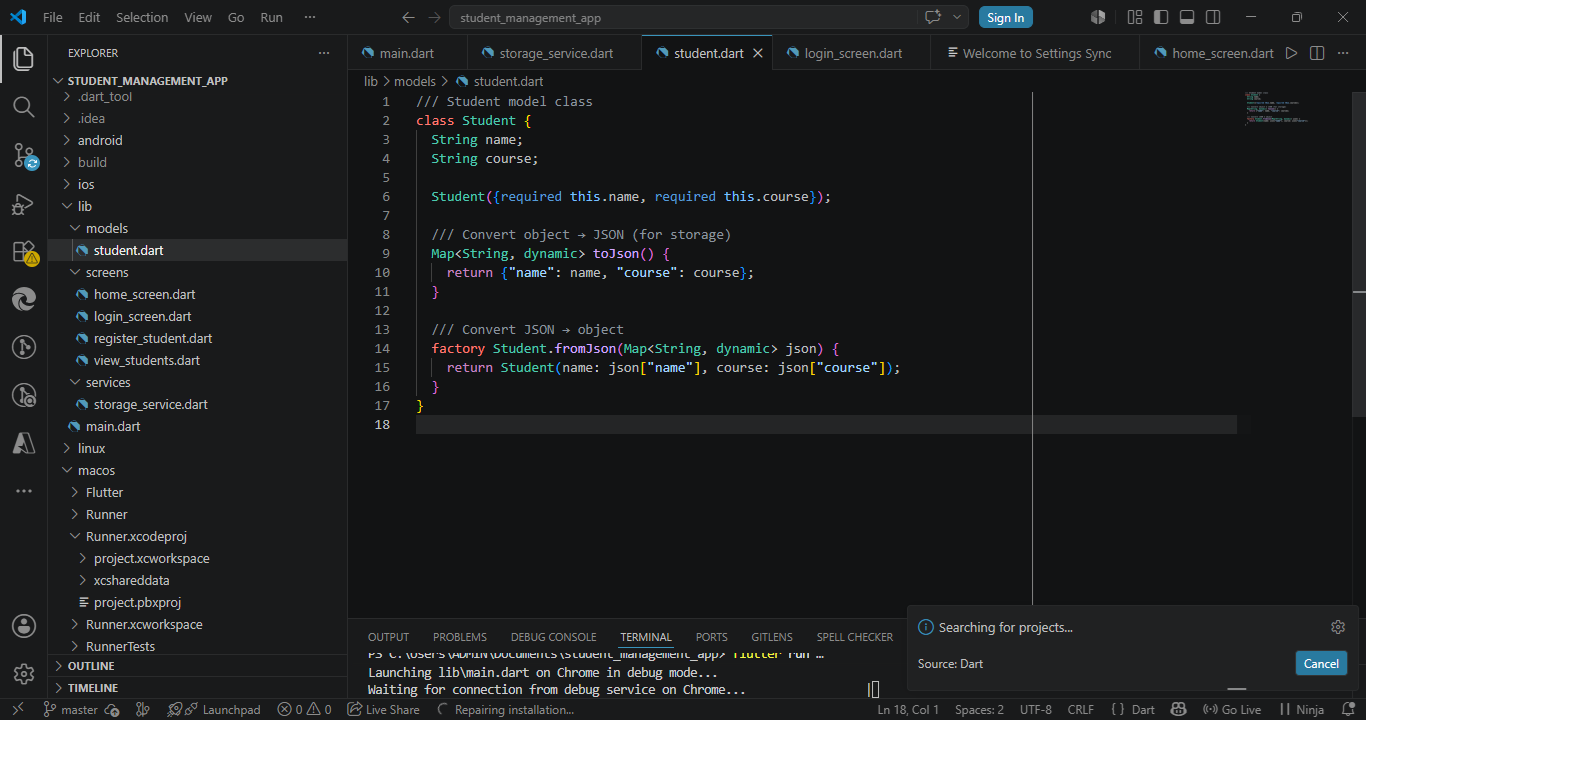 File Edit Selection View Go Run ···
student_management_app
Sign In
EXPLORER ···
STUDENT_MANAGEMENT_APP
.dart_tool
.idea
android
build
ios
lib
models
student.dart
screens
home_screen.dart
login_screen.dart
register_student.dart
view_students.dart
services
storage_service.dart
main.dart
linux
macos
Flutter
Runner
Runner.xcodeproj
project.xcworkspace
xcshareddata
project.pbxproj
Runner.xcworkspace
RunnerTests
OUTLINE
TIMELINE
main.dart storage_service.dart student.dart login_screen.dart Welcome to Settings Sync home_screen.dart ···
lib > models > student.dart
1 /// Student model class
2 class Student {
3 String name;
4 String course;
5
6 Student({required this.name, required this.course});
7
8 /// Convert object → JSON (for storage)
9 Map<String, dynamic> toJson() {
10 return {"name": name, "course": course};
11 }
12
13 /// Convert JSON → object
14 factory Student.fromJson(Map<String, dynamic> json) {
15 return Student(name: json["name"], course: json["course"]);
16 }
17 }
18
OUTPUT PROBLEMS DEBUG CONSOLE TERMINAL PORTS GITLENS SPELL CHECKER
PS C:\Users\ADMIN\Documents\student_management_app> flutter run …
Launching lib\main.dart on Chrome in debug mode...
Waiting for connection from debug service on Chrome...
Searching for projects...
Source: Dart
Cancel
master Launchpad 0 0 Live Share Repairing installation... Ln 18, Col 1 Spaces: 2 UTF-8 CRLF { } Dart Go Live Ninja